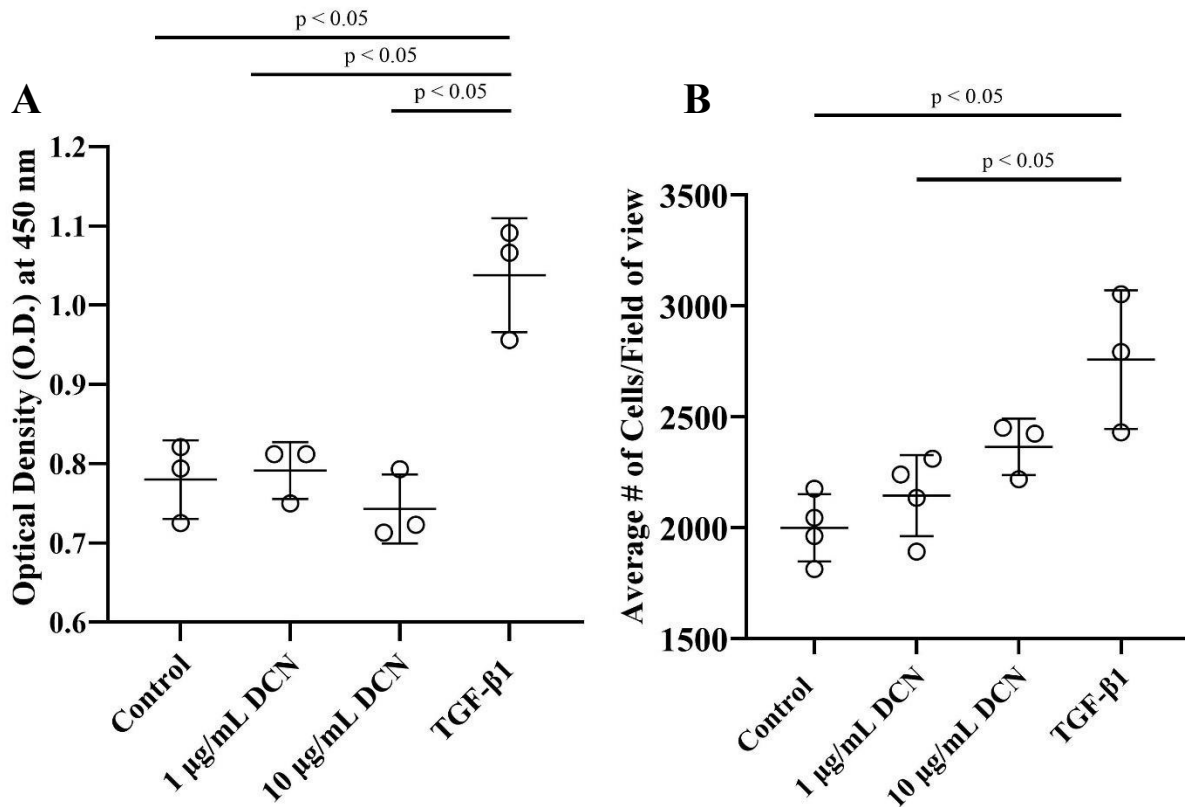 A
p < 0.05
p < 0.05
p < 0.05
Optical Density (O.D.) at 450 nm
1.2
1.1
1.0
0.9
0.8
0.7
0.6
Control
1 μg/mL DCN
10 μg/mL DCN
TGF-β1
B
p < 0.05
p < 0.05
Average # of Cells/Field of view
3500
3000
2500
2000
1500
Control
1 μg/mL DCN
10 μg/mL DCN
TGF-β1